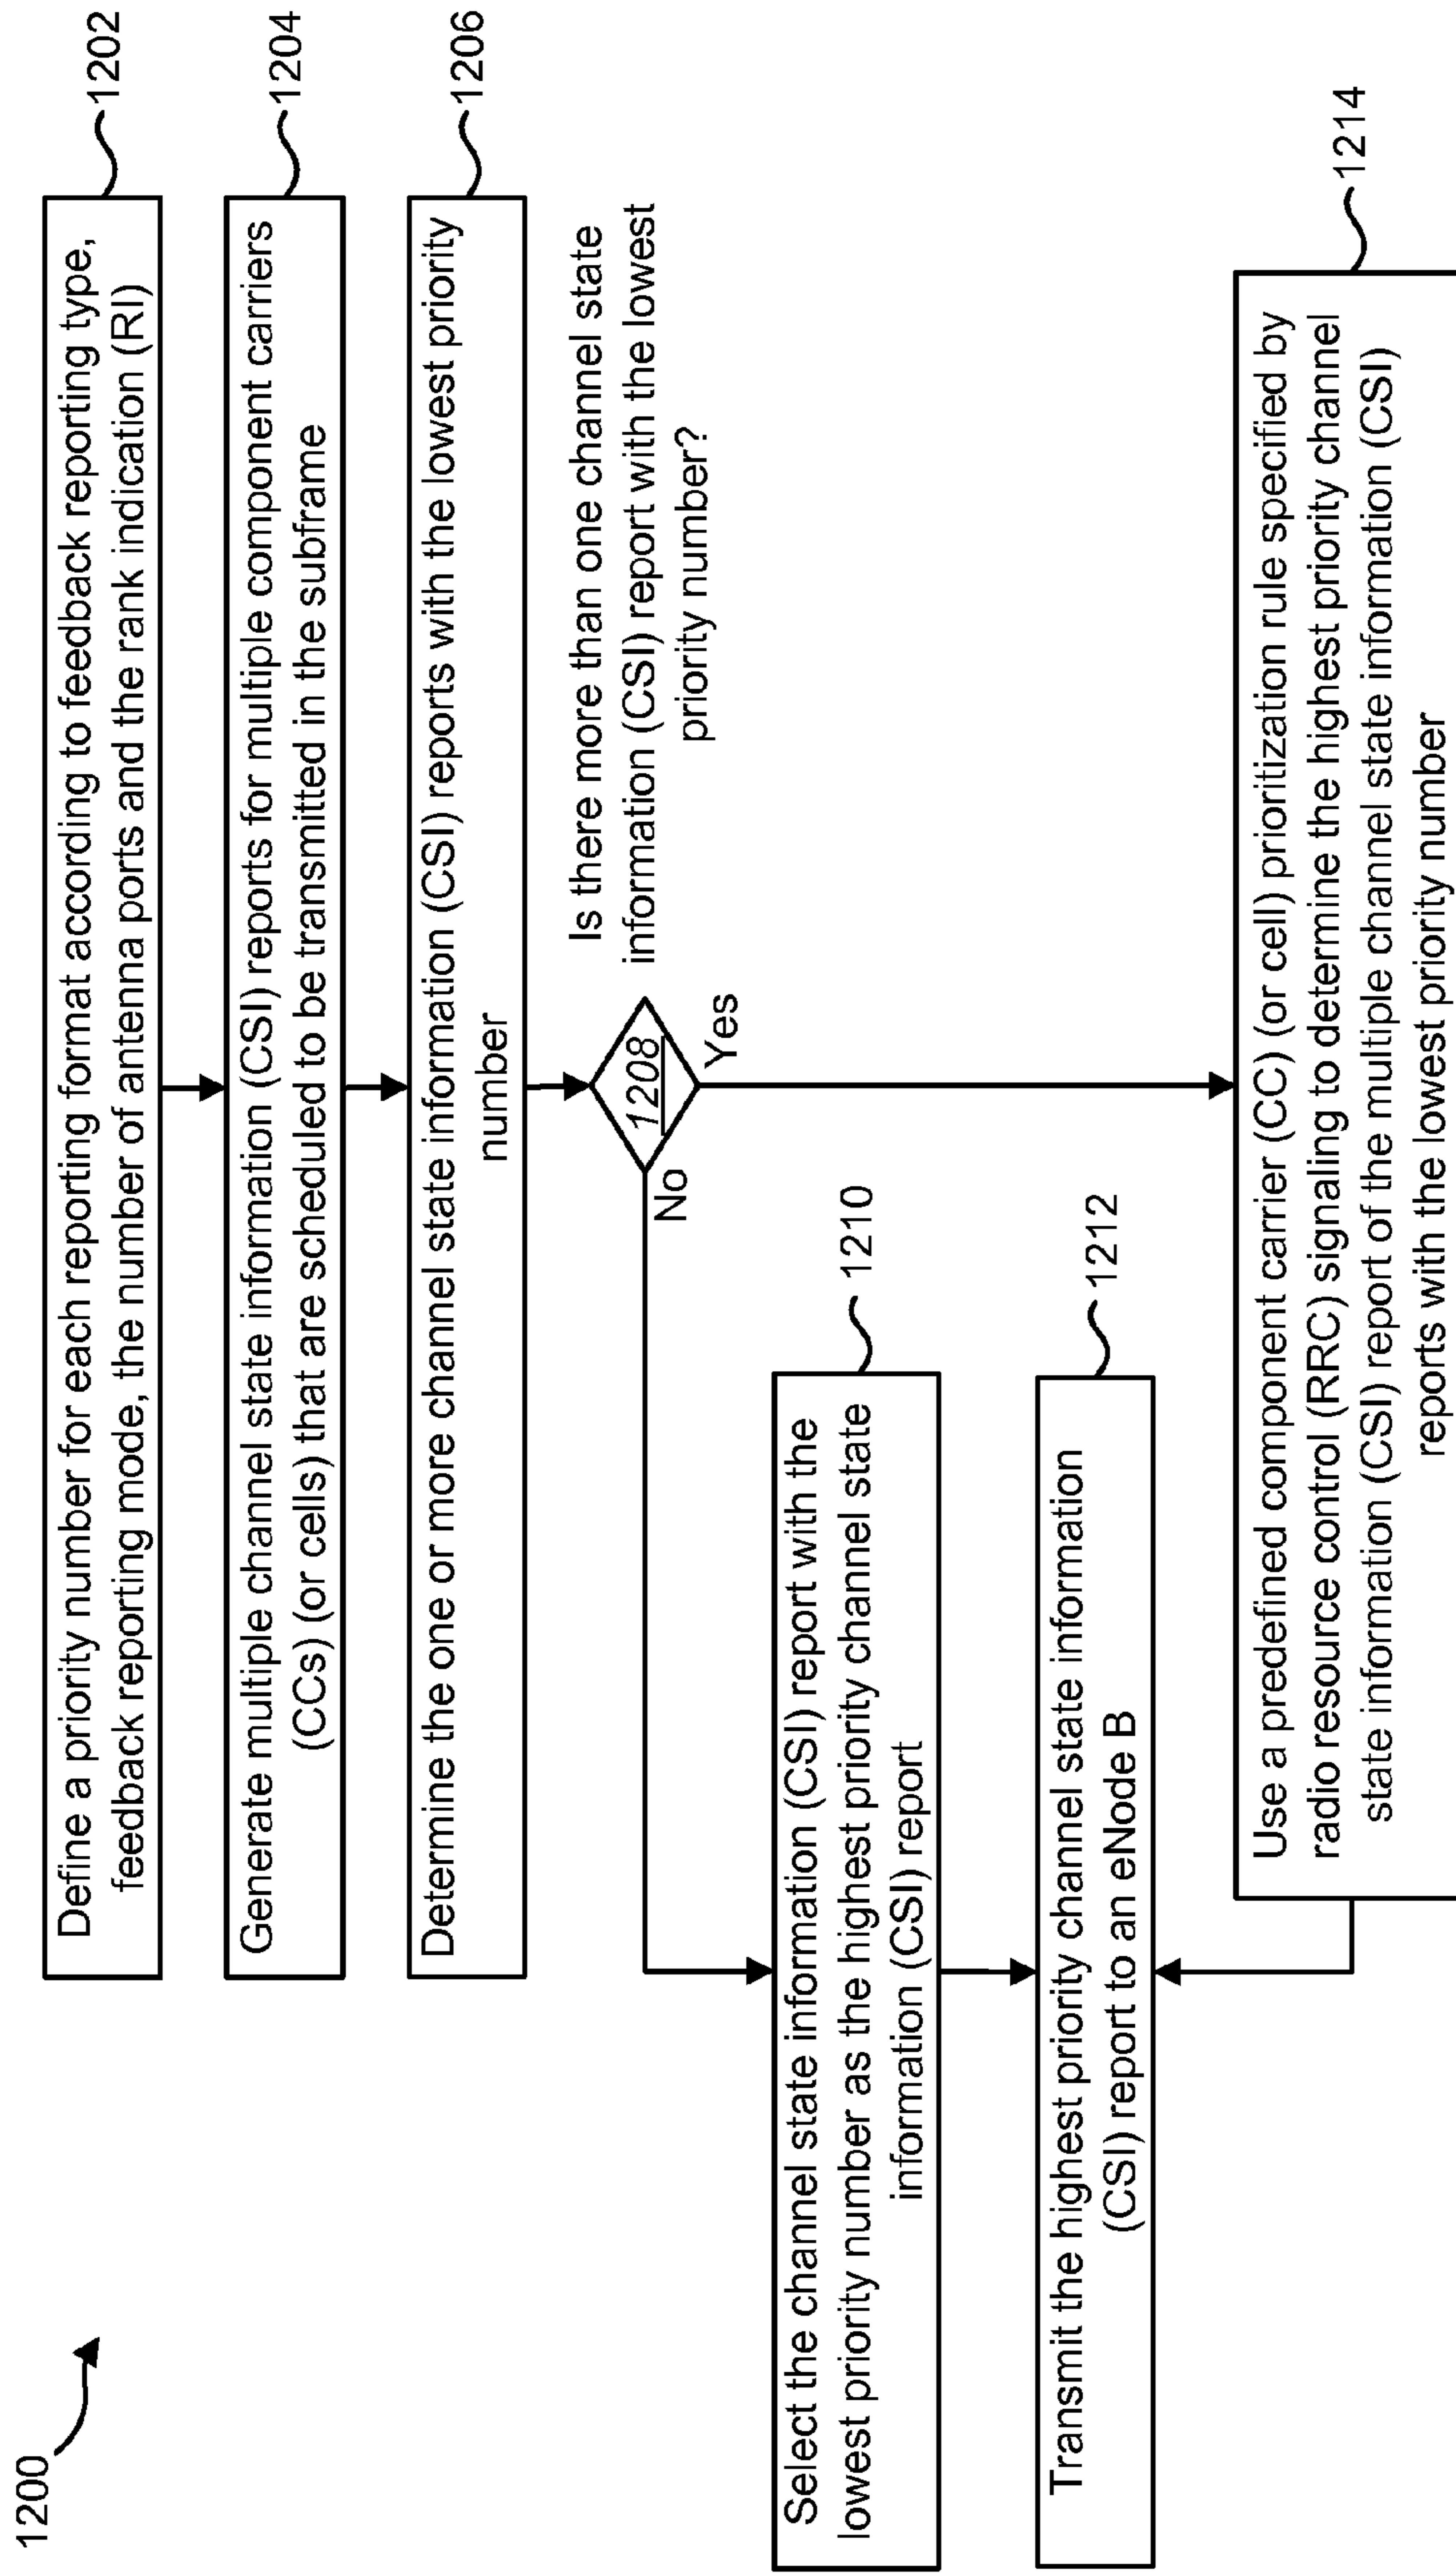 1200
Define a priority number for each reporting format according to feedback reporting type,
feedback reporting mode, the number of antenna ports and the rank indication (RI)
1202
Generate multiple channel state information (CSI) reports for multiple component carriers
(CCs) (or cells) that are scheduled to be transmitted in the subframe
1204
Determine the one or more channel state information (CSI) reports with the lowest priority
number
1206
Is there more than one channel state
information (CSI) report with the lowest
priority number?
1208
No
Yes
Select the channel state information (CSI) report with the
lowest priority number as the highest priority channel state
information (CSI) report
1210
Transmit the highest priority channel state information
(CSI) report to an eNode B
1212
Use a predefined component carrier (CC) (or cell) prioritization rule specified by
radio resource control (RRC) signaling to determine the highest priority channel
state information (CSI) report of the multiple channel state information (CSI)
reports with the lowest priority number
1214